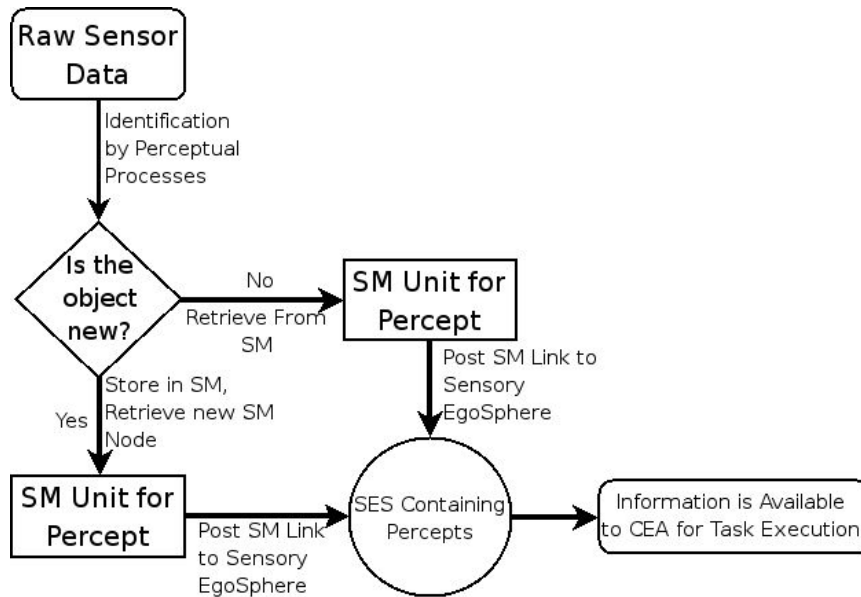 Raw Sensor
Data
Identification
by Perceptual
Processes
Is the
object
new?
No
Retrieve From
SM
SM Unit for
Percept
Post SM Link to
Sensory
EgoSphere
Yes
Store in SM,
Retrieve new SM
Node
SM Unit for
Percept
Post SM Link
to Sensory
EgoSphere
SES Containing
Percepts
Information is Available
to CEA for Task Execution